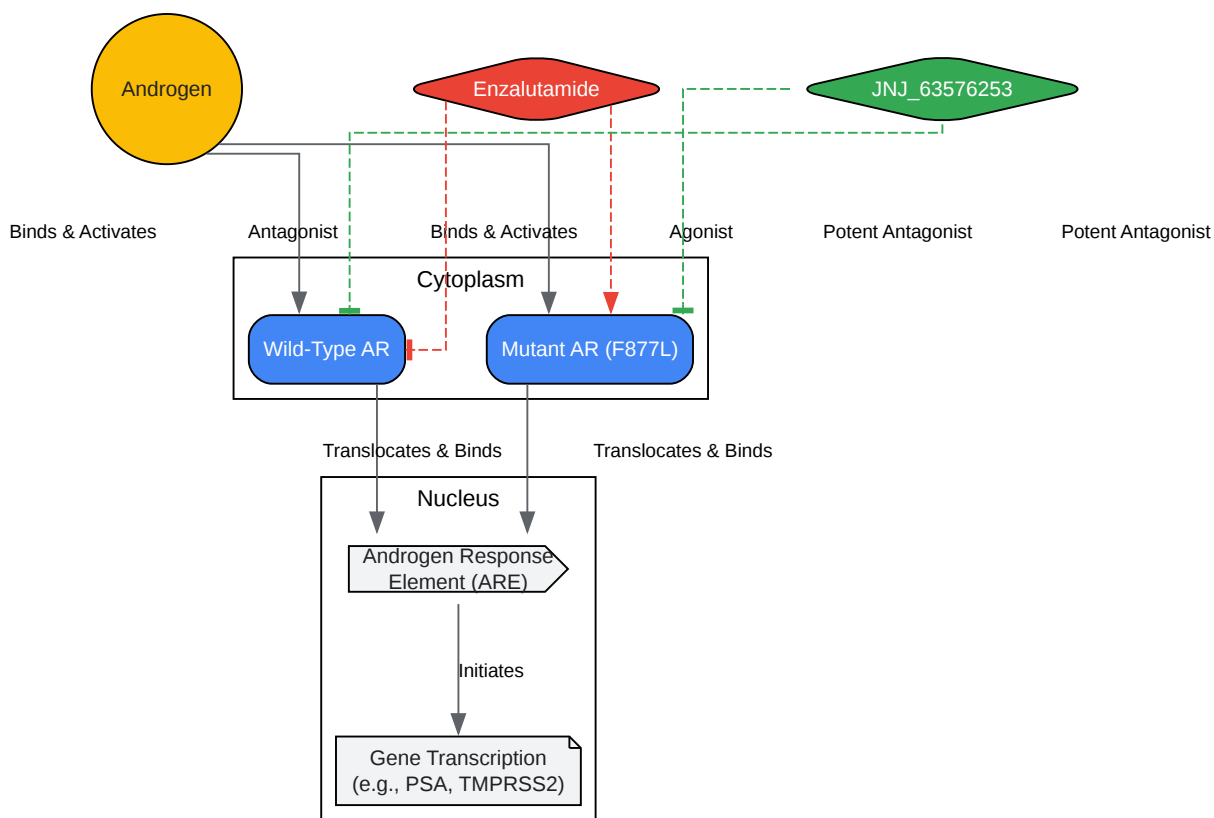 Androgen
Enzalutamide
JNJ_63576253
Binds & Activates
Antagonist
Binds & Activates
Agonist
Potent Antagonist
Potent Antagonist
Cytoplasm
Wild-Type AR
Mutant AR (F877L)
Translocates & Binds
Translocates & Binds
Nucleus
Androgen Response
Element (ARE)
Initiates
Gene Transcription
(e.g., PSA, TMPRSS2)